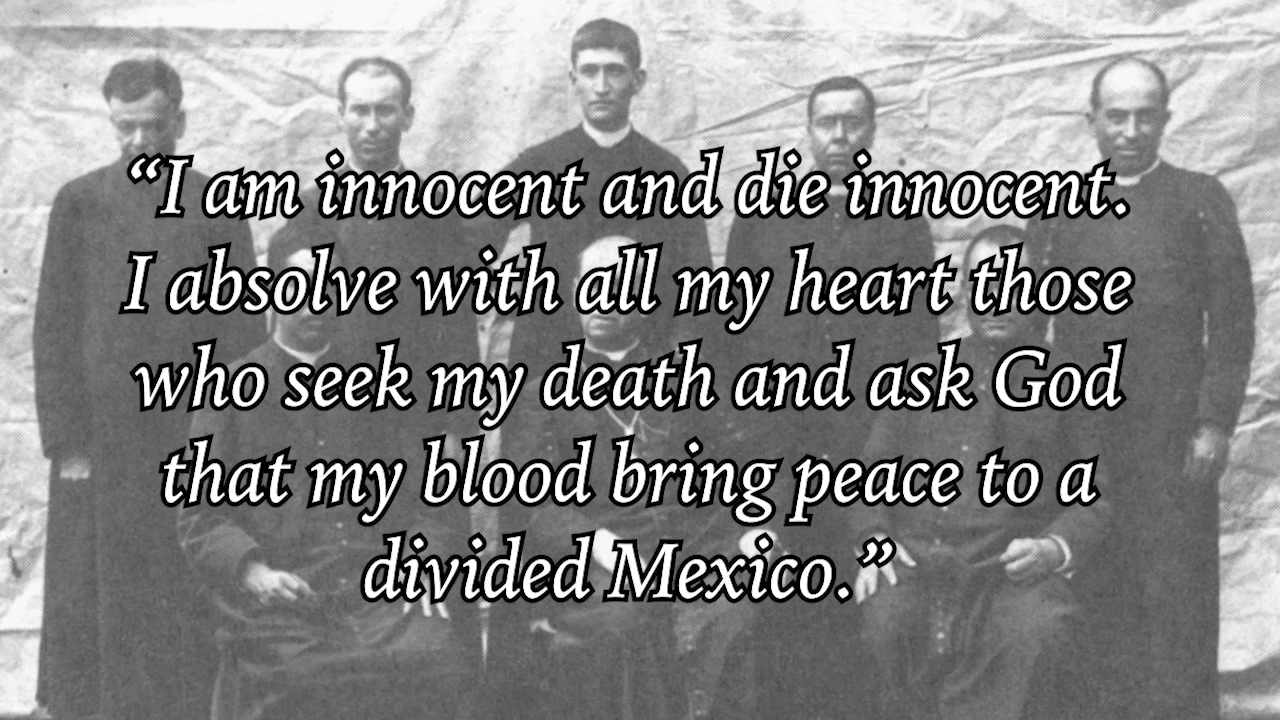 “I am innocent and die innocent.
I absolve with all my heart those
who seek my death and ask God
that my blood bring peace to a
divided Mexico.”